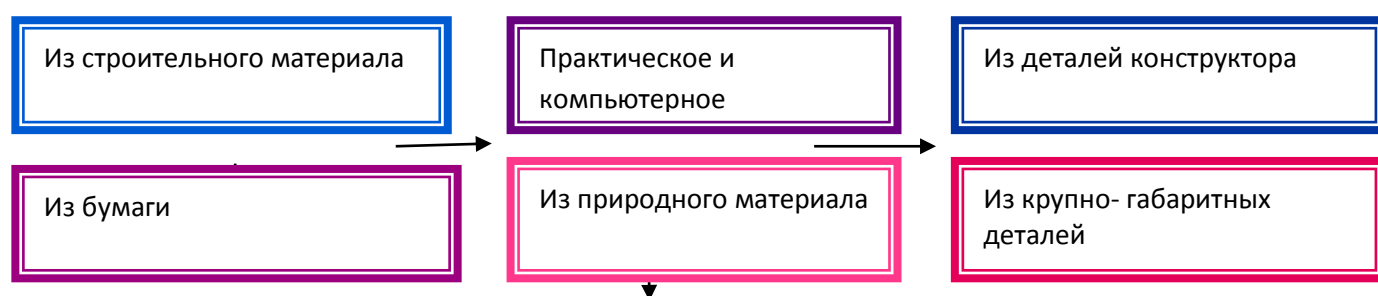 Из строительного материала
Практическое и
компьютерное
Из деталей конструктора
Из бумаги
Из природного материала
Из крупно- габаритных
деталей